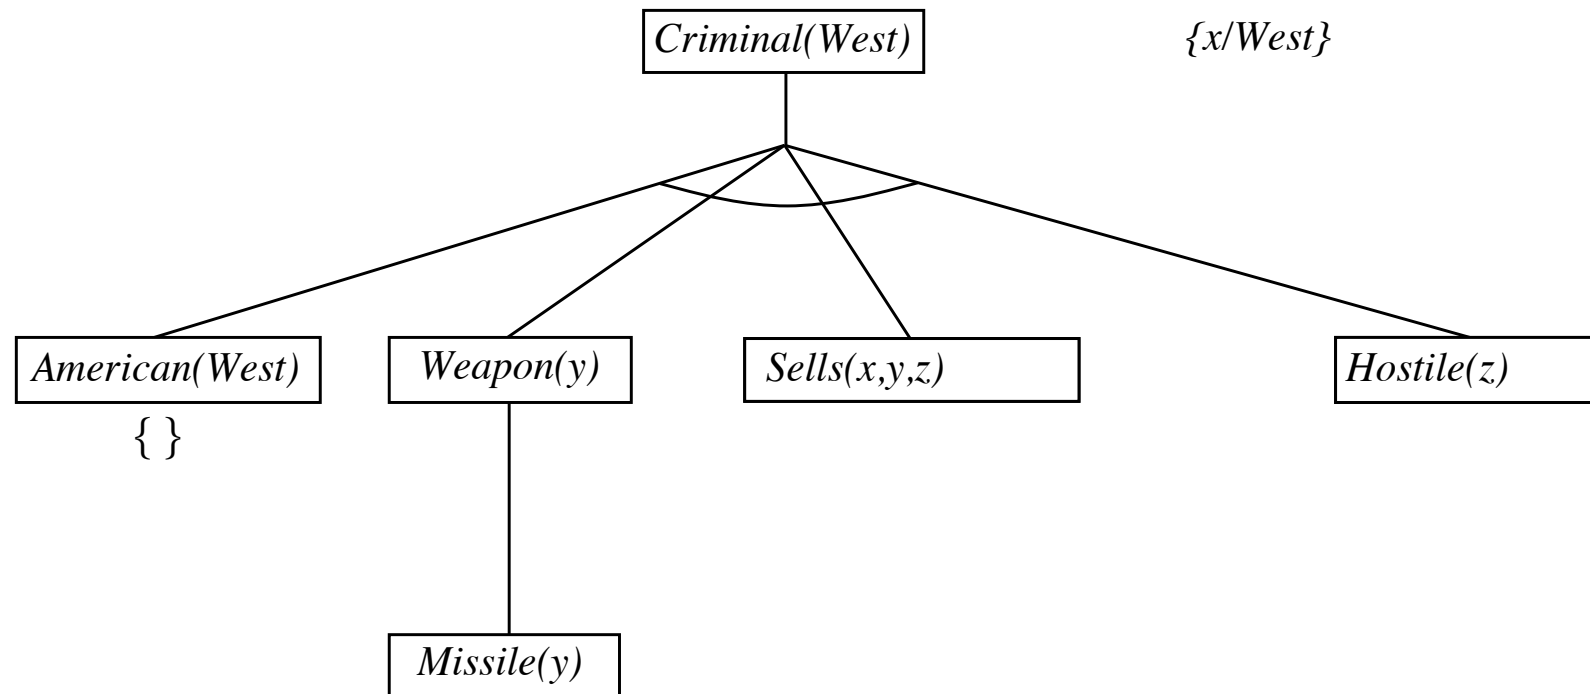 Criminal(West)
{x/West}
American(West)
Weapon(y)
Sells(x,y,z)
Hostile(z)
{ }
Missile(y)